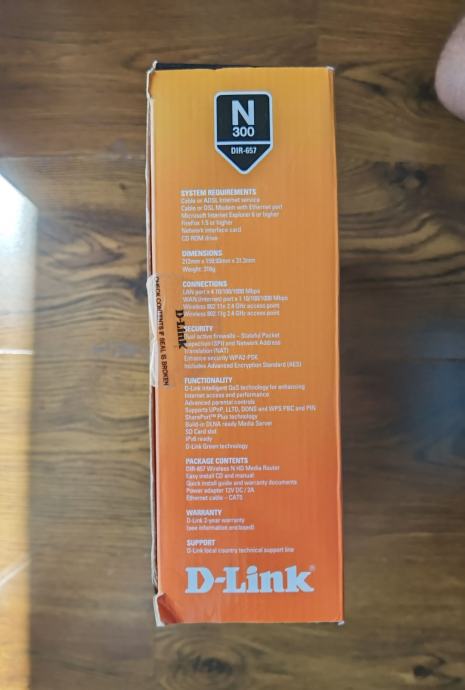 N
300
DIR-657
SYSTEM REQUIREMENTS
Cable or ADSL Internet service
Cable or DSL Modem with Ethernet port
Microsoft Internet Explorer 6 or higher
Firefox 1.5 or higher
Network interface card
CD ROM drive
DIMENSIONS
Weight:
CONNECTIONS
LAN port x 4 10/100/1000 Mbps
WAN (internet) port x 1 10/100/1000 Mbps
Wireless 802.11n 2.4 GHz access point
Wireless 802.11g 2.4 GHz access point
CHECK CONTENTS IF SEAL IS BROKEN
D-Link
ECURITY
ual active firewalls – Stateful Packet
spection (SPI) and Network Address
ranslation (NAT)
Enhance security WPA2-PSK
Includes Advanced Encryption Standard (AES)
FUNCTIONALITY
D-Link intelligent QoS technology for enhancing
Internet access and performance
Advanced parental controls
Supports UPnP, LLTD, DDNS and WPS PBC and PIN
SharePort™ Plus technology
Build-in DLNA ready Media Server
SD Card slot
IPv6 ready
D-Link Green technology
PACKAGE CONTENTS
DIR-657 Wireless N HD Media Router
Easy install CD and manual
Quick install guide and warranty documents
Power adapter 12V DC / 2A
Ethernet cable – CAT5
WARRANTY
D-Link 2-year warranty
(see information enclosed)
SUPPORT
D-Link local country technical support line
D-Link®